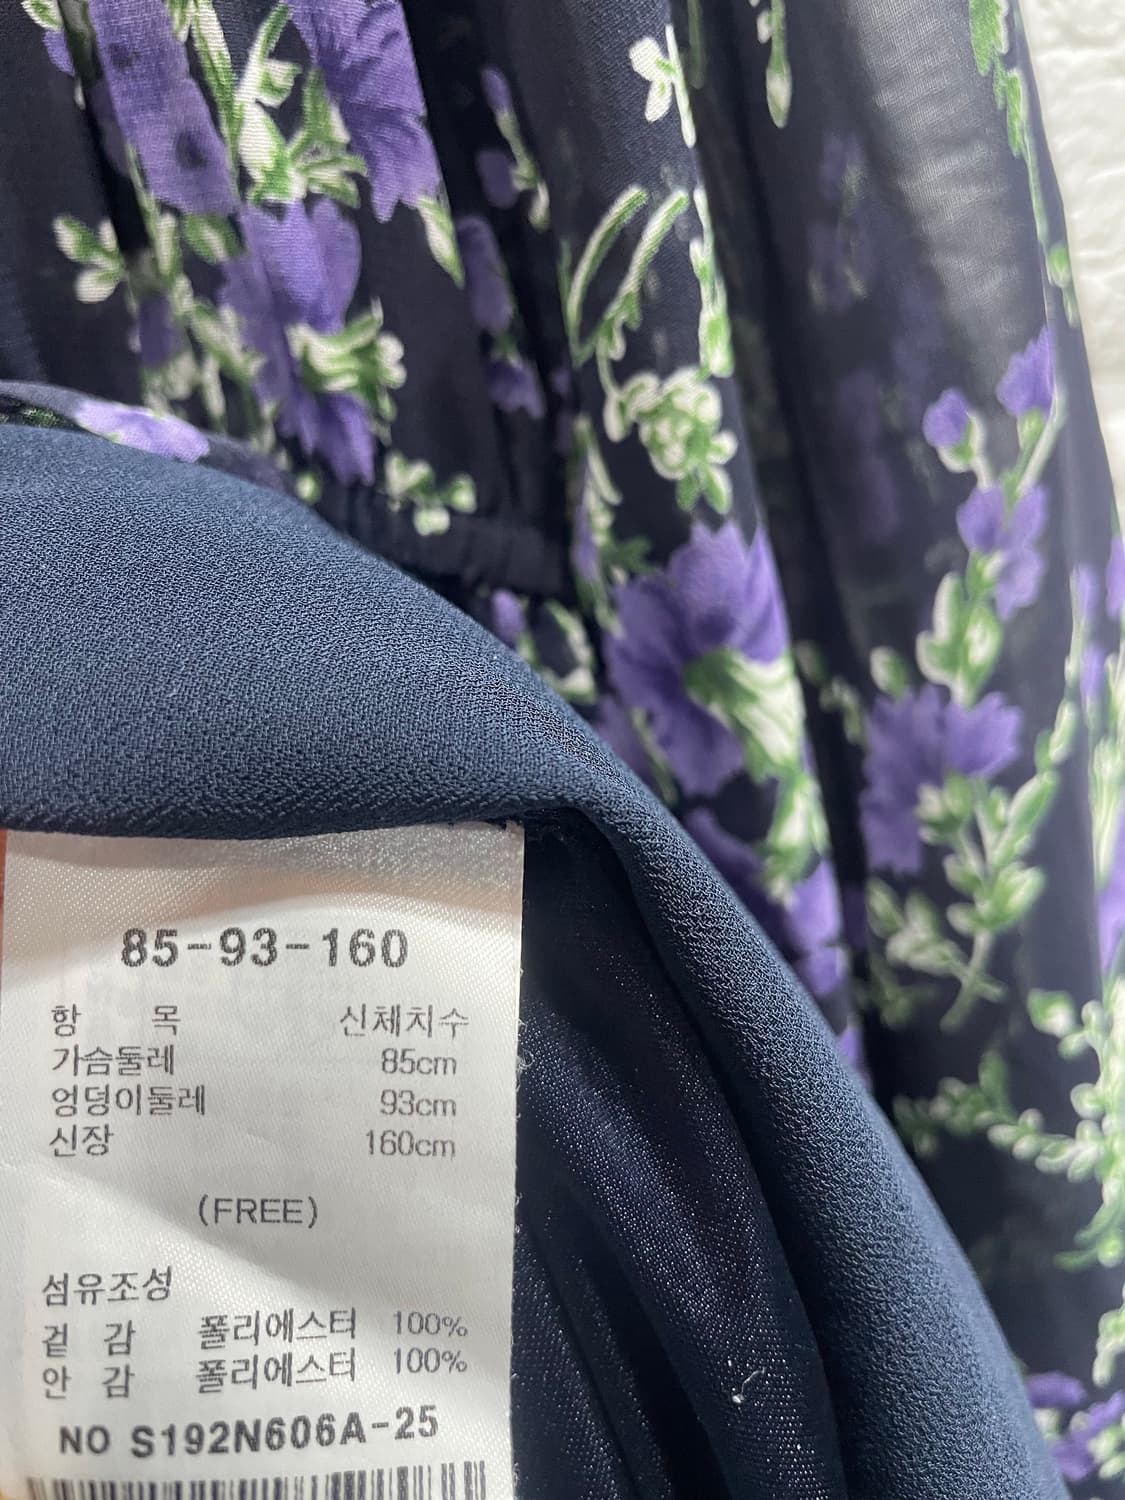 85-93-160
항 목 신체치수
가슴둘레 85cm
엉덩이둘레 93cm
신장 160cm
(FREE)
섬유조성
겉 감 폴리에스터 100%
안 감 폴리에스터 100%
NO S192N606A-25